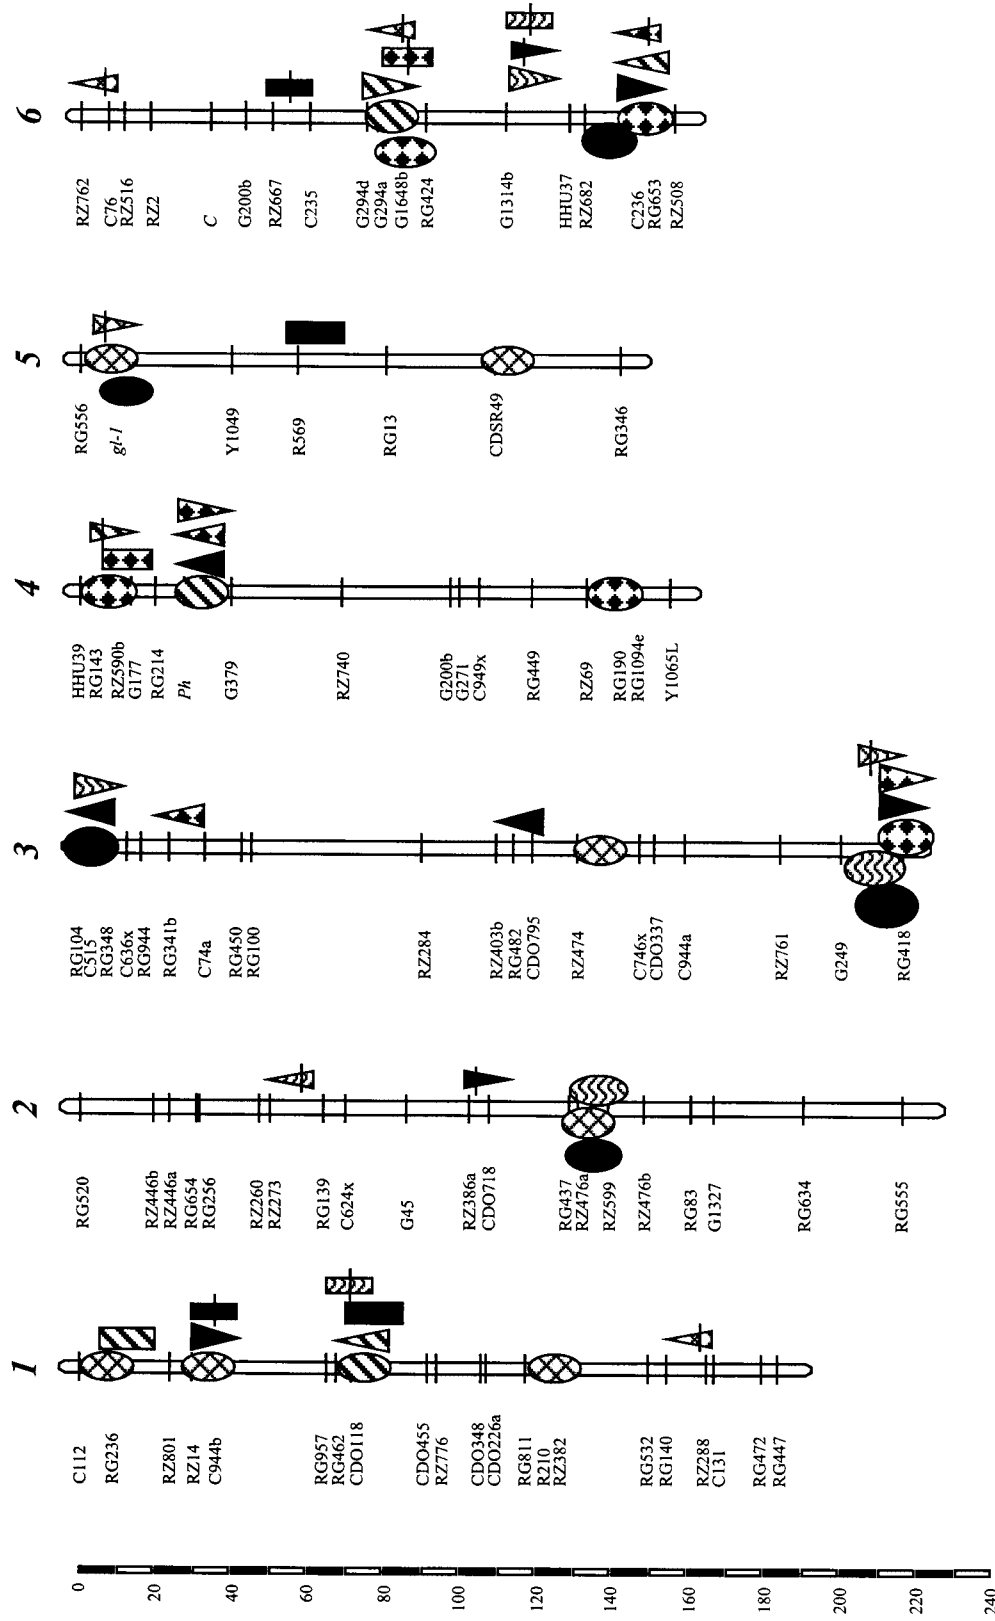 0
20
40
60
80
100
120
140
160
180
200
220
240
1
C112
RG236
RZ801
RZ14
C944b
RG957
RG462
CDO118
CDO455
RZ776
CDO348
CDO226a
RG811
R210
RZ382
RG532
RG140
RZ288
C131
RG472
RG447
2
RG520
RZ446b
RZ446a
RG654
RG256
RZ260
RZ273
RG139
C624x
G45
RZ386a
CDO718
RG437
RZ476a
RZ599
RZ476b
RG83
G1327
RG634
RG555
3
RG104
C515
RG348
C636x
RG944
RG341b
C74a
RG450
RG100
RZ284
RZ403b
RG482
CDO795
RZ474
C746x
CDO337
C944a
RZ761
G249
RG418
4
HHU39
RG143
RZ590b
G177
RG214
Ph
G379
RZ740
G200b
G271
C949x
RG449
RZ69
RG190
RG1094e
Y1065L
5
RG556
gl-1
Y1049
R569
RG13
CDSR49
RG346
6
RZ762
C76
RZ516
RZ2
C
G200b
RZ667
C235
G294d
G294a
G1648b
RG424
G1314b
HHU37
RZ682
C236
RG653
RZ508